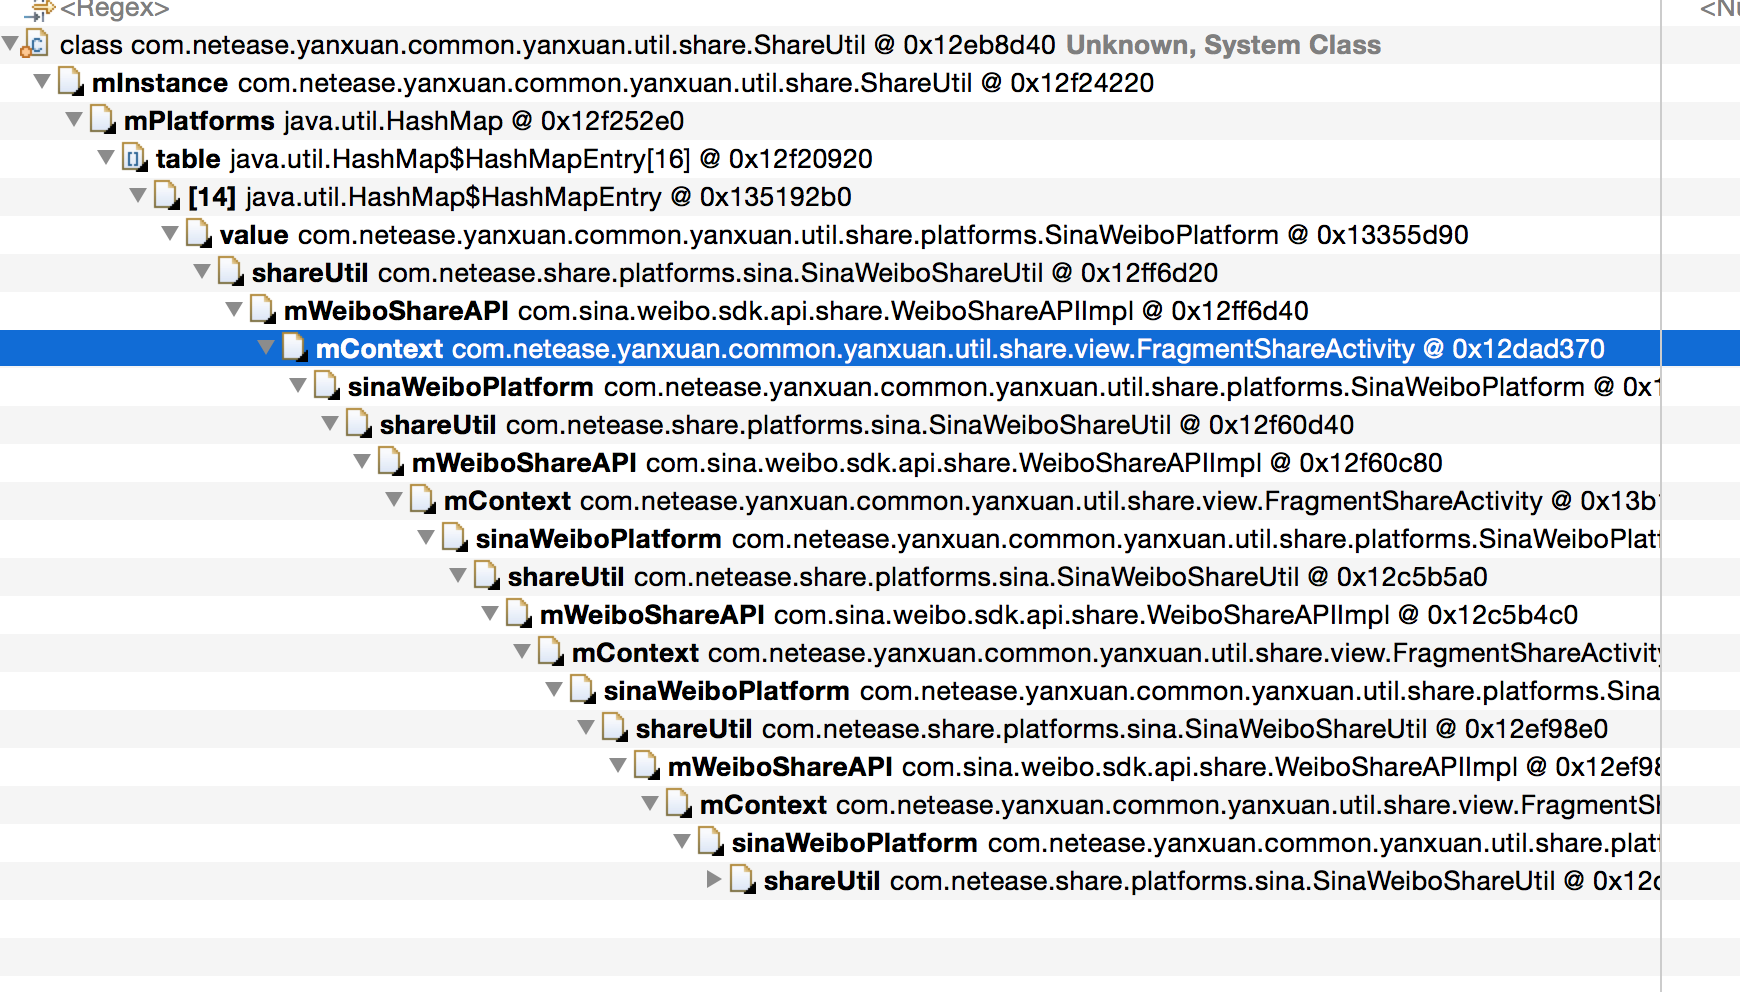 <Regex> <Nu
class com.netease.yanxuan.common.yanxuan.util.share.ShareUtil @ 0x12eb8d40 Unknown, System Class
mInstance com.netease.yanxuan.common.yanxuan.util.share.ShareUtil @ 0x12f24220
mPlatforms java.util.HashMap @ 0x12f252e0
table java.util.HashMap$HashMapEntry[16] @ 0x12f20920
[14] java.util.HashMap$HashMapEntry @ 0x135192b0
value com.netease.yanxuan.common.yanxuan.util.share.platforms.SinaWeiboPlatform @ 0x13355d90
shareUtil com.netease.share.platforms.sina.SinaWeiboShareUtil @ 0x12ff6d20
mWeiboShareAPI com.sina.weibo.sdk.api.share.WeiboShareAPIImpl @ 0x12ff6d40
mContext com.netease.yanxuan.common.yanxuan.util.share.view.FragmentShareActivity @ 0x12dad370
sinaWeiboPlatform com.netease.yanxuan.common.yanxuan.util.share.platforms.SinaWeiboPlatform @ 0x1
shareUtil com.netease.share.platforms.sina.SinaWeiboShareUtil @ 0x12f60d40
mWeiboShareAPI com.sina.weibo.sdk.api.share.WeiboShareAPIImpl @ 0x12f60c80
mContext com.netease.yanxuan.common.yanxuan.util.share.view.FragmentShareActivity @ 0x13b1
sinaWeiboPlatform com.netease.yanxuan.common.yanxuan.util.share.platforms.SinaWeiboPlatf
shareUtil com.netease.share.platforms.sina.SinaWeiboShareUtil @ 0x12c5b5a0
mWeiboShareAPI com.sina.weibo.sdk.api.share.WeiboShareAPIImpl @ 0x12c5b4c0
mContext com.netease.yanxuan.common.yanxuan.util.share.view.FragmentShareActivity
sinaWeiboPlatform com.netease.yanxuan.common.yanxuan.util.share.platforms.Sina
shareUtil com.netease.share.platforms.sina.SinaWeiboShareUtil @ 0x12ef98e0
mWeiboShareAPI com.sina.weibo.sdk.api.share.WeiboShareAPIImpl @ 0x12ef98
mContext com.netease.yanxuan.common.yanxuan.util.share.view.FragmentSh
sinaWeiboPlatform com.netease.yanxuan.common.yanxuan.util.share.platf
shareUtil com.netease.share.platforms.sina.SinaWeiboShareUtil @ 0x12c